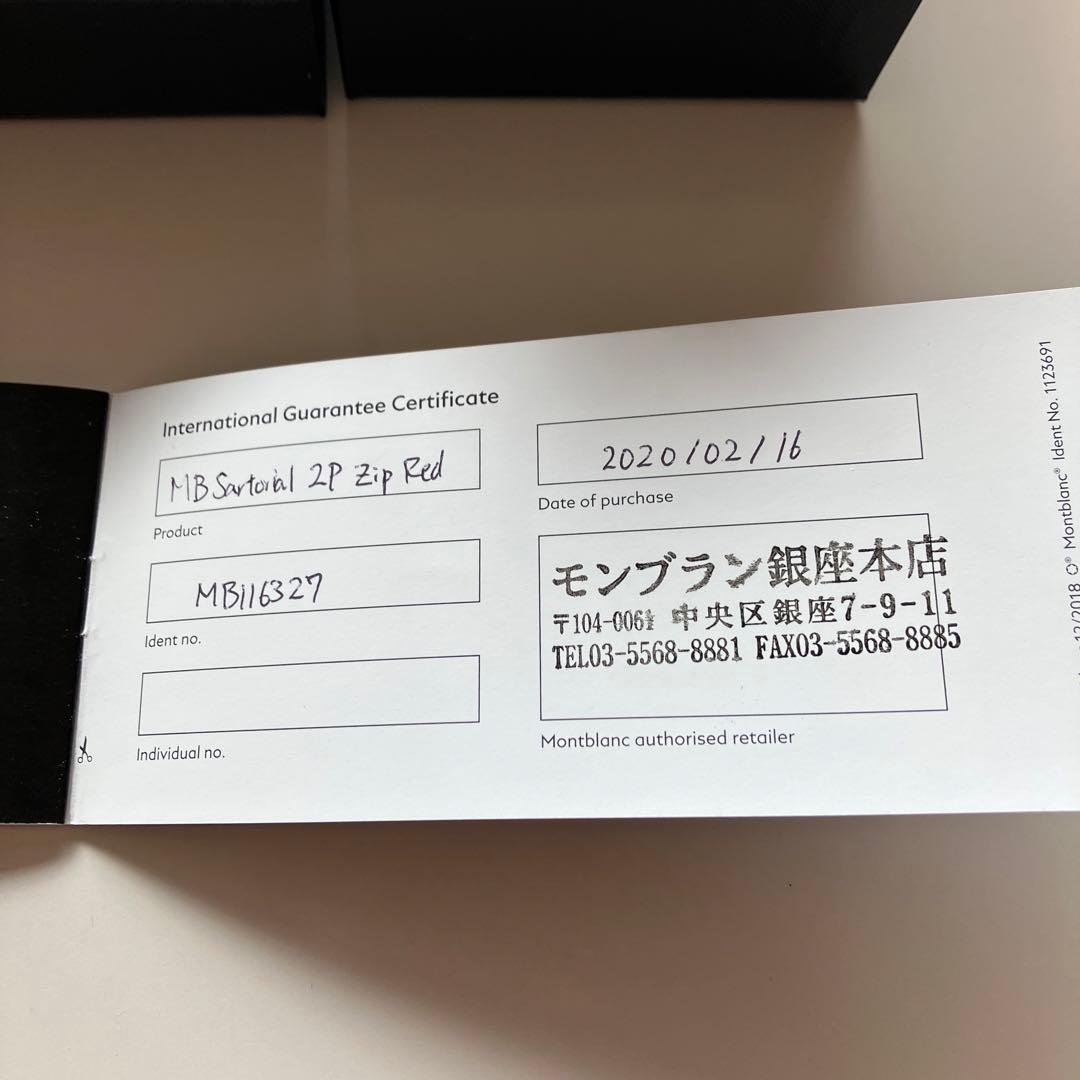 International Guarantee Certificate
MB Sartorial 2P Zip Red
Product
MB116327
Ident no.
Individual no.
2020/02/16
Date of purchase
モンブラン銀座本店
〒104-0061 中央区銀座7-9-11
TEL03-5568-8881 FAX03-5568-8885
Montblanc authorised retailer
12/2018 ® Montblanc® Ident No. 1123691